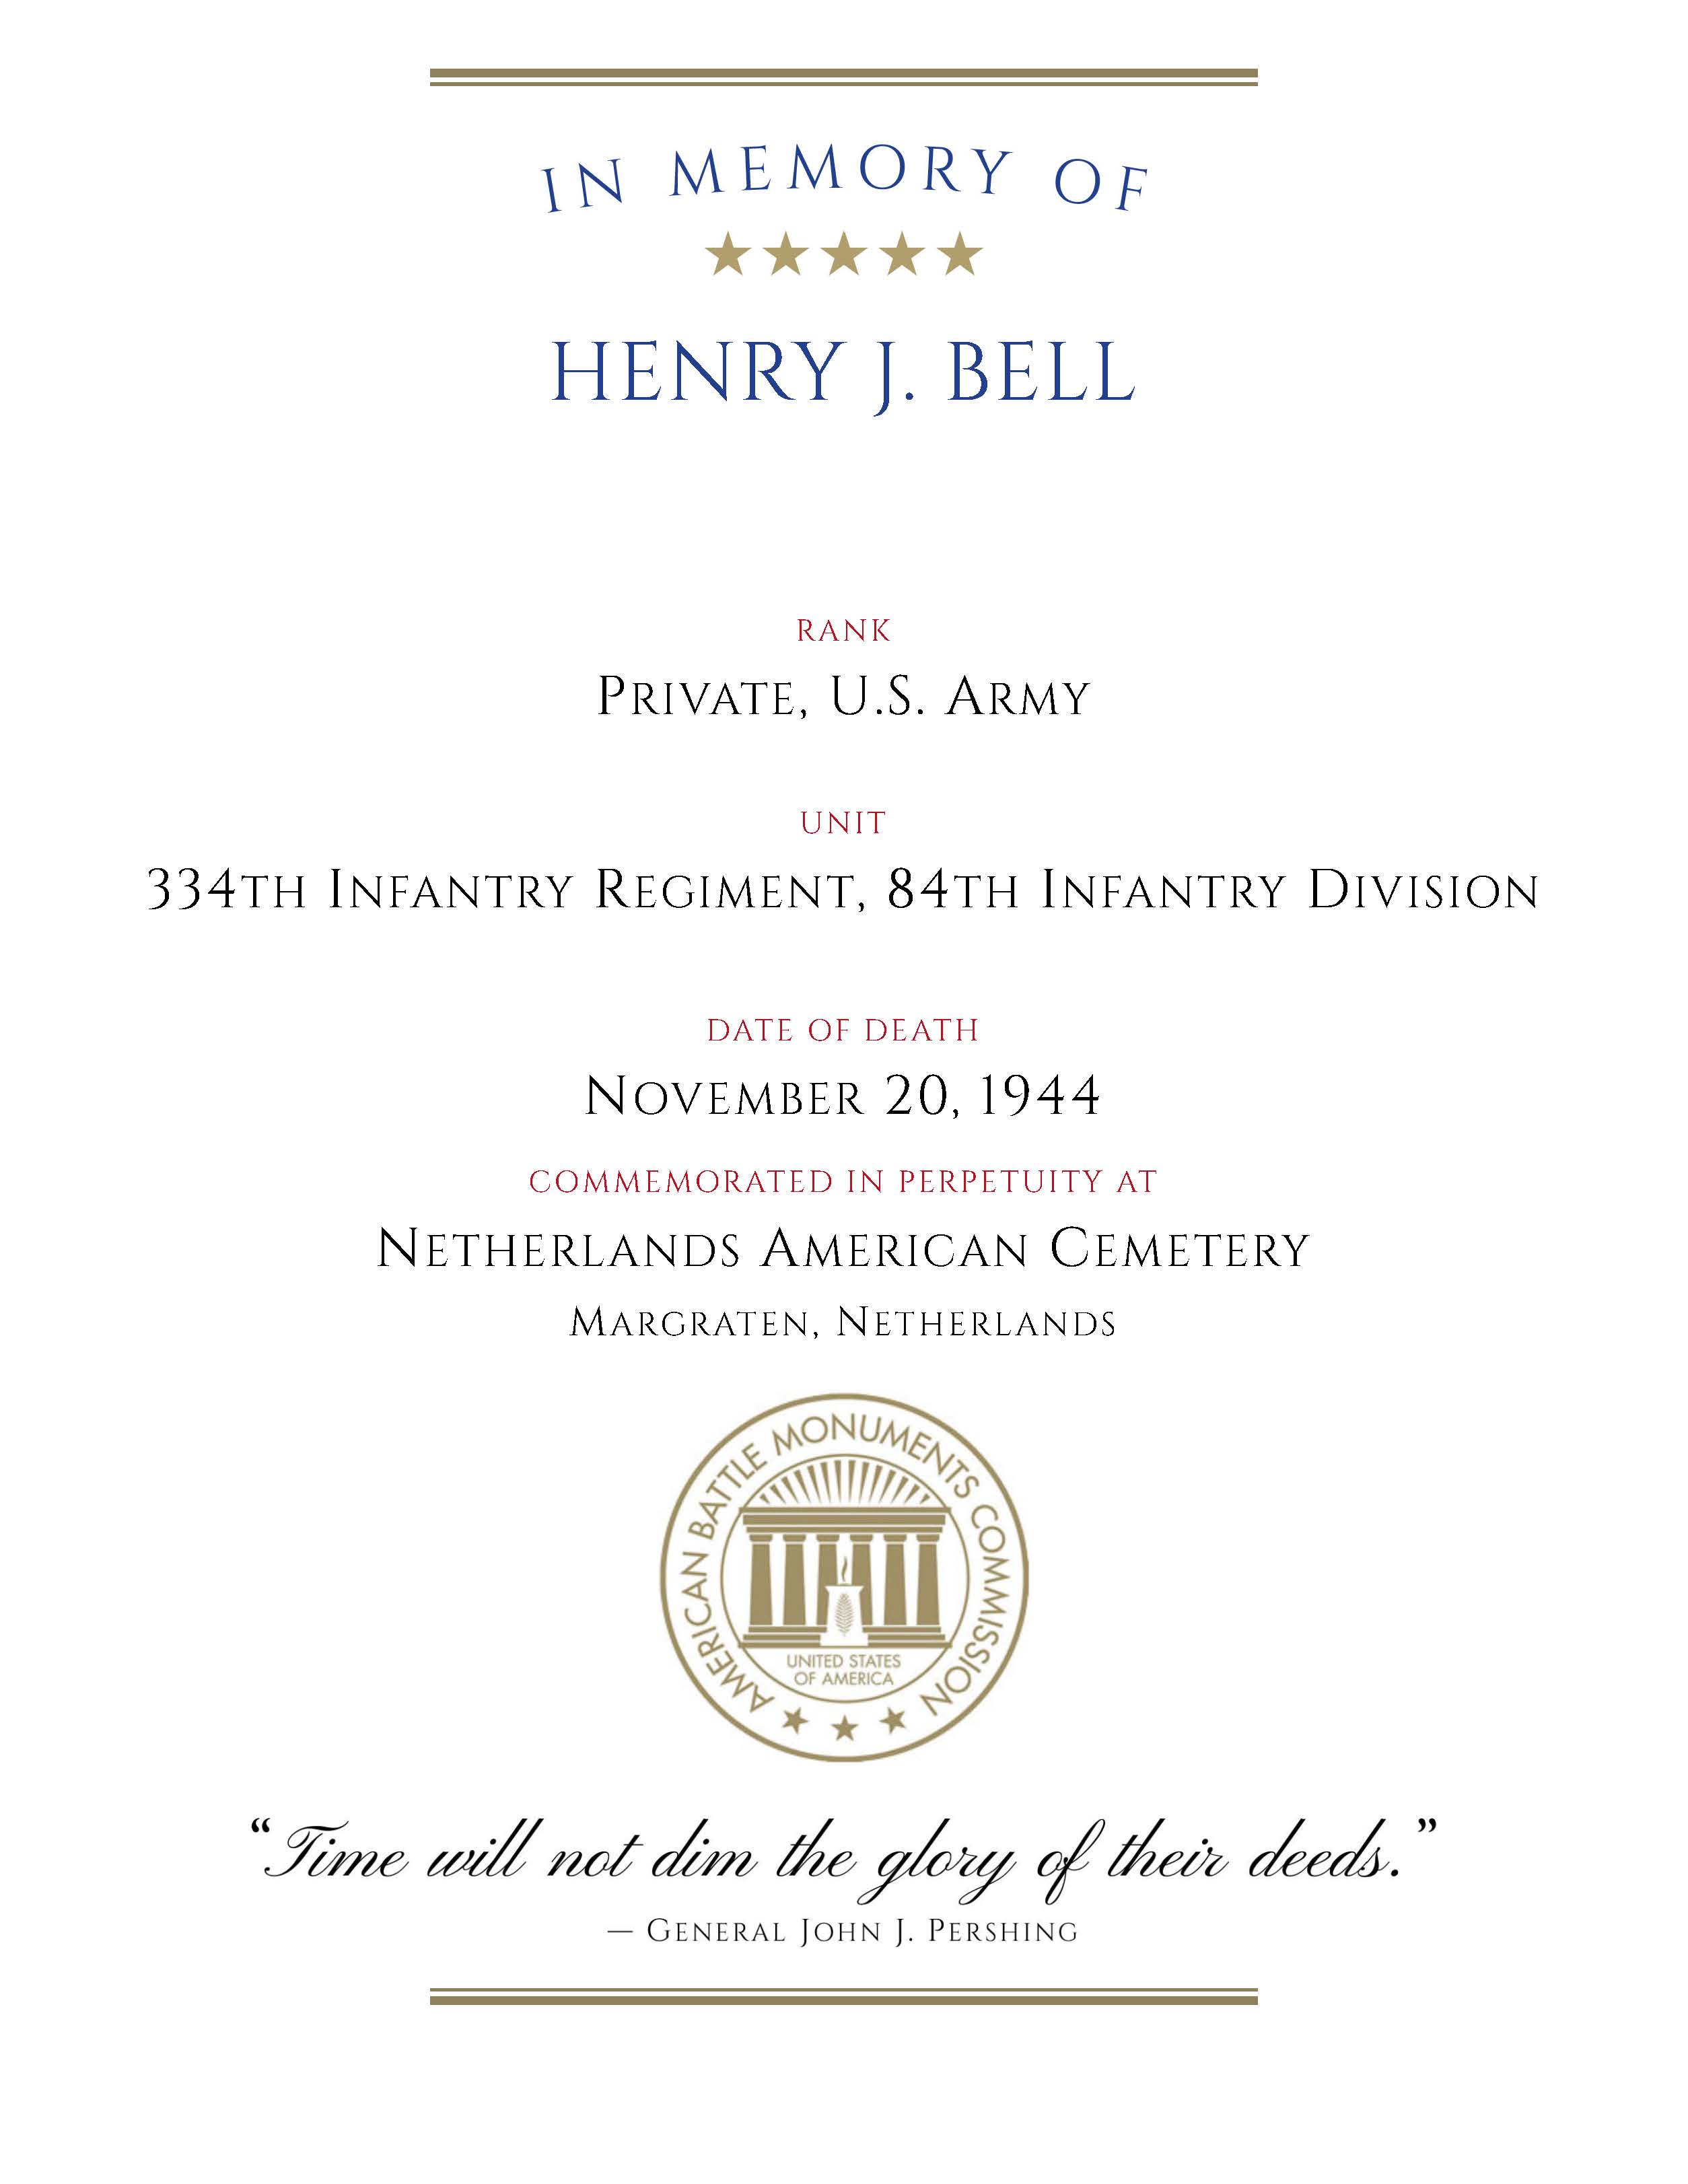 IN MEMORY OF
HENRY J. BELL
RANK
PRIVATE, U.S. ARMY
UNIT
334TH INFANTRY REGIMENT, 84TH INFANTRY DIVISION
DATE OF DEATH
NOVEMBER 20, 1944
COMMEMORATED IN PERPETUITY AT
NETHERLANDS AMERICAN CEMETERY
MARGRATEN, NETHERLANDS
AMERICAN BATTLE MONUMENTS COMMISSION
UNITED STATES
OF AMERICA
“Time will not dim the glory of their deeds.”
— GENERAL JOHN J. PERSHING